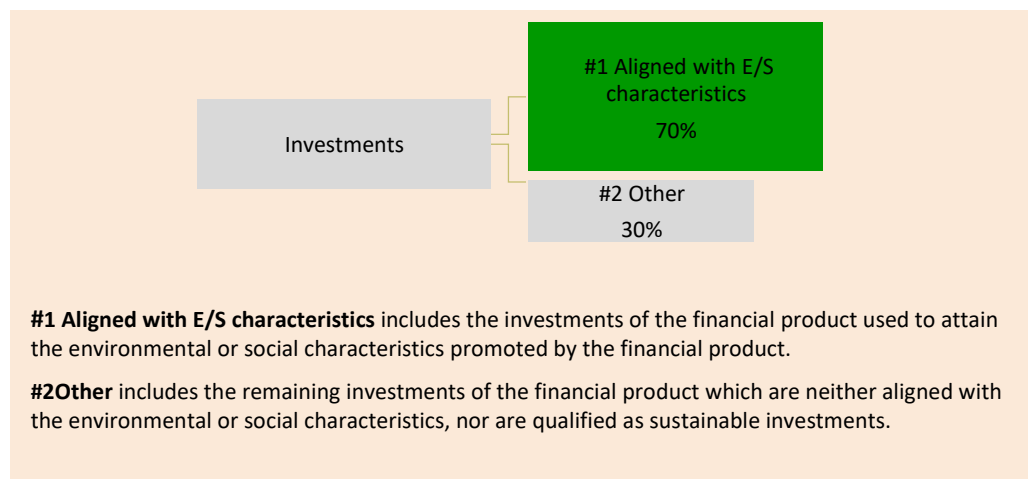 #1 Aligned with E/S
characteristics
70%
Investments
#2 Other
30%
#1 Aligned with E/S characteristics includes the investments of the financial product used to attain
the environmental or social characteristics promoted by the financial product.
#2Other includes the remaining investments of the financial product which are neither aligned with
the environmental or social characteristics, nor are qualified as sustainable investments.